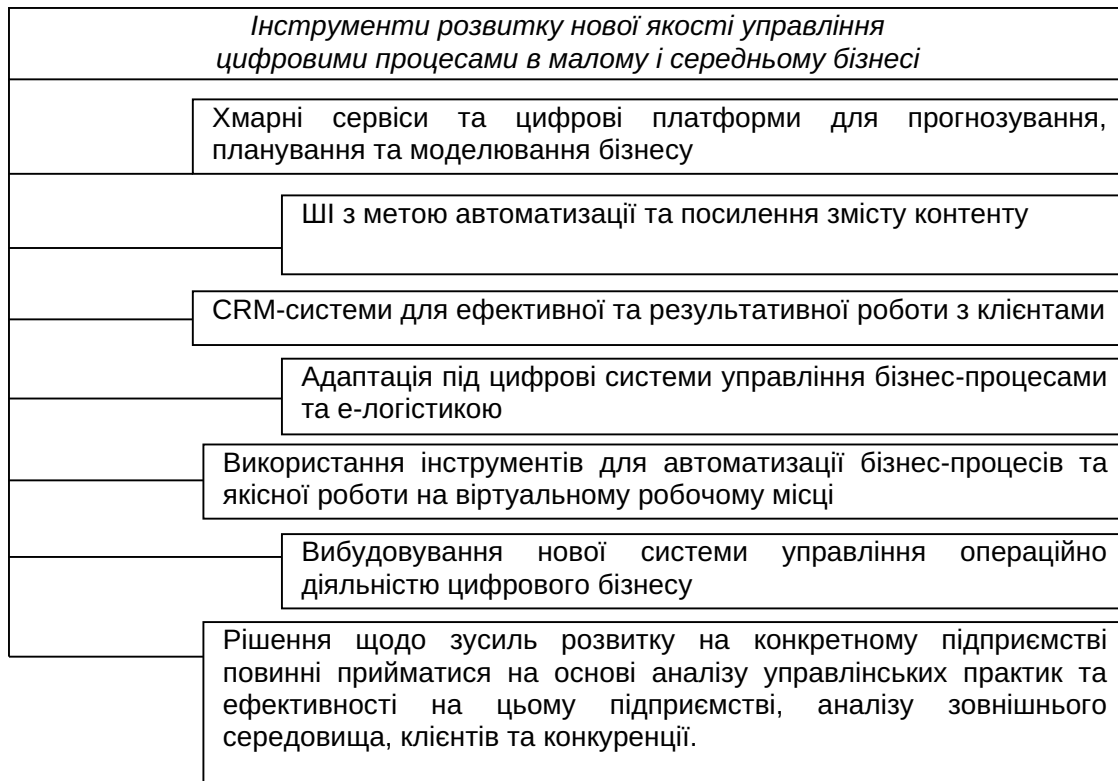 Інструменти розвитку нової якості управління
цифровими процесами в малому і середньому бізнесі
Хмарні сервіси та цифрові платформи для прогнозування,
планування та моделювання бізнесу
ШІ з метою автоматизації та посилення змісту контенту
CRM-системи для ефективної та результативної роботи з клієнтами
Адаптація під цифрові системи управління бізнес-процесами
та е-логістикою
Використання інструментів для автоматизації бізнес-процесів та
якісної роботи на віртуальному робочому місці
Вибудовування нової системи управління операційно
діяльністю цифрового бізнесу
Рішення щодо зусиль розвитку на конкретному підприємстві
повинні прийматися на основі аналізу управлінських практик та
ефективності на цьому підприємстві, аналізу зовнішнього
середовища, клієнтів та конкуренції.